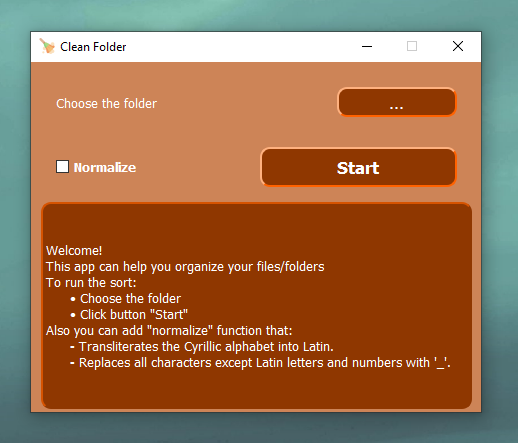 Clean Folder
Choose the folder
...
Normalize
Start
Welcome!
This app can help you organize your files/folders
To run the sort:
• Choose the folder
• Click button "Start"
Also you can add "normalize" function that:
- Transliterates the Cyrillic alphabet into Latin.
- Replaces all characters except Latin letters and numbers with '_'.